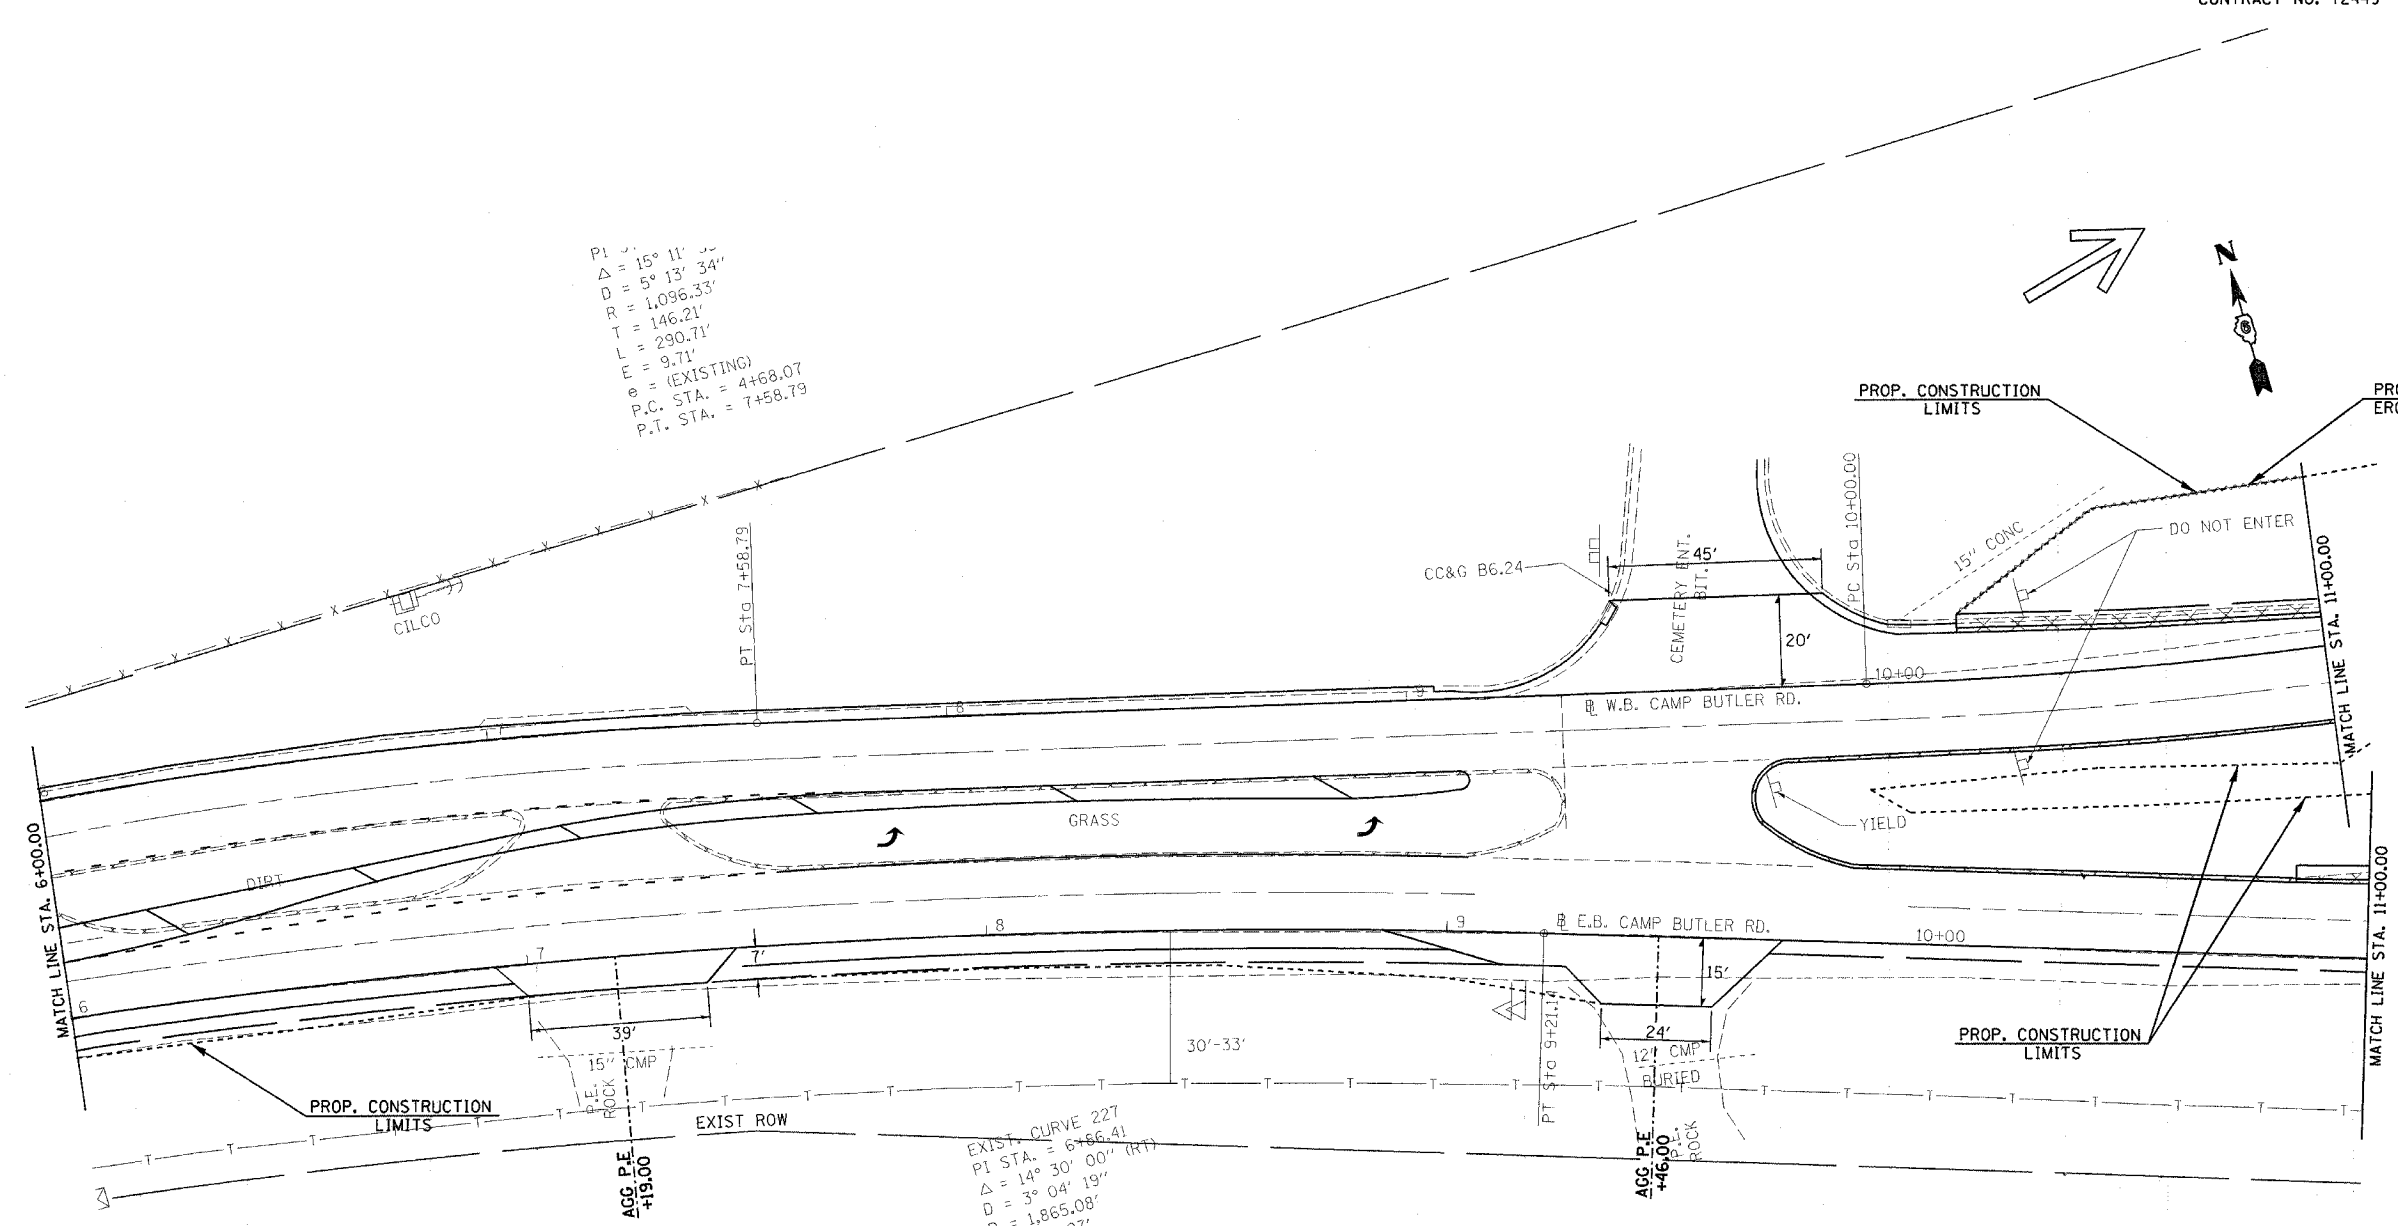 CONTRACT NO. 72449
Δ = 15° 11'
D = 5° 13' 34"
R = 1,096.33'
T = 146.21'
L = 290.71'
E = 9.71'
e = (EXISTING)
P.C. STA. = 4+68.07
P.T. STA. = 7+58.79
N
6
PROP. CONSTRUCTION
LIMITS
DO NOT ENTER
15" CONC
PC Sta 10+00.00
CEMETERY ENT.
BIT.
45'
CC&G B6.24
20'
PT Sta 7+58.79
CILCO
MATCH LINE STA. 11+00.00
10+00
W.B. CAMP BUTLER RD.
9
8
7
GRASS
YIELD
DIRT
MATCH LINE STA. 6+00.00
MATCH LINE STA. 11+00.00
E.B. CAMP BUTLER RD.
10+00
9
8
7
6
7'
15'
39'
15" CMP
P.E.
ROCK
30'-33'
PT Sta 9+21.1
24'
12" CMP
BURIED
P.E.
ROCK
PROP. CONSTRUCTION
LIMITS
PROP. CONSTRUCTION
LIMITS
EXIST ROW
AGG P.E
+19.00
AGG P.E
+46.00
EXIST. CURVE 227
PI STA. = 6+86.41
Δ = 14° 30' 00" (RT)
D = 3° 04' 19"
R = 1,865.08'